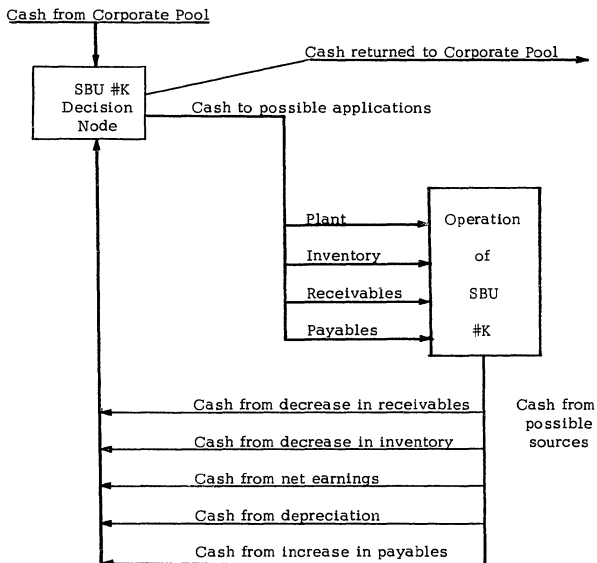 Cash from Corporate Pool
Cash returned to Corporate Pool
SBU #K
Decision
Node
Cash to possible applications
Plant
Inventory
Receivables
Payables
Operation
of
SBU
#K
Cash from decrease in receivables
Cash from decrease in inventory
Cash from net earnings
Cash from depreciation
Cash from increase in payables
Cash from
possible
sources